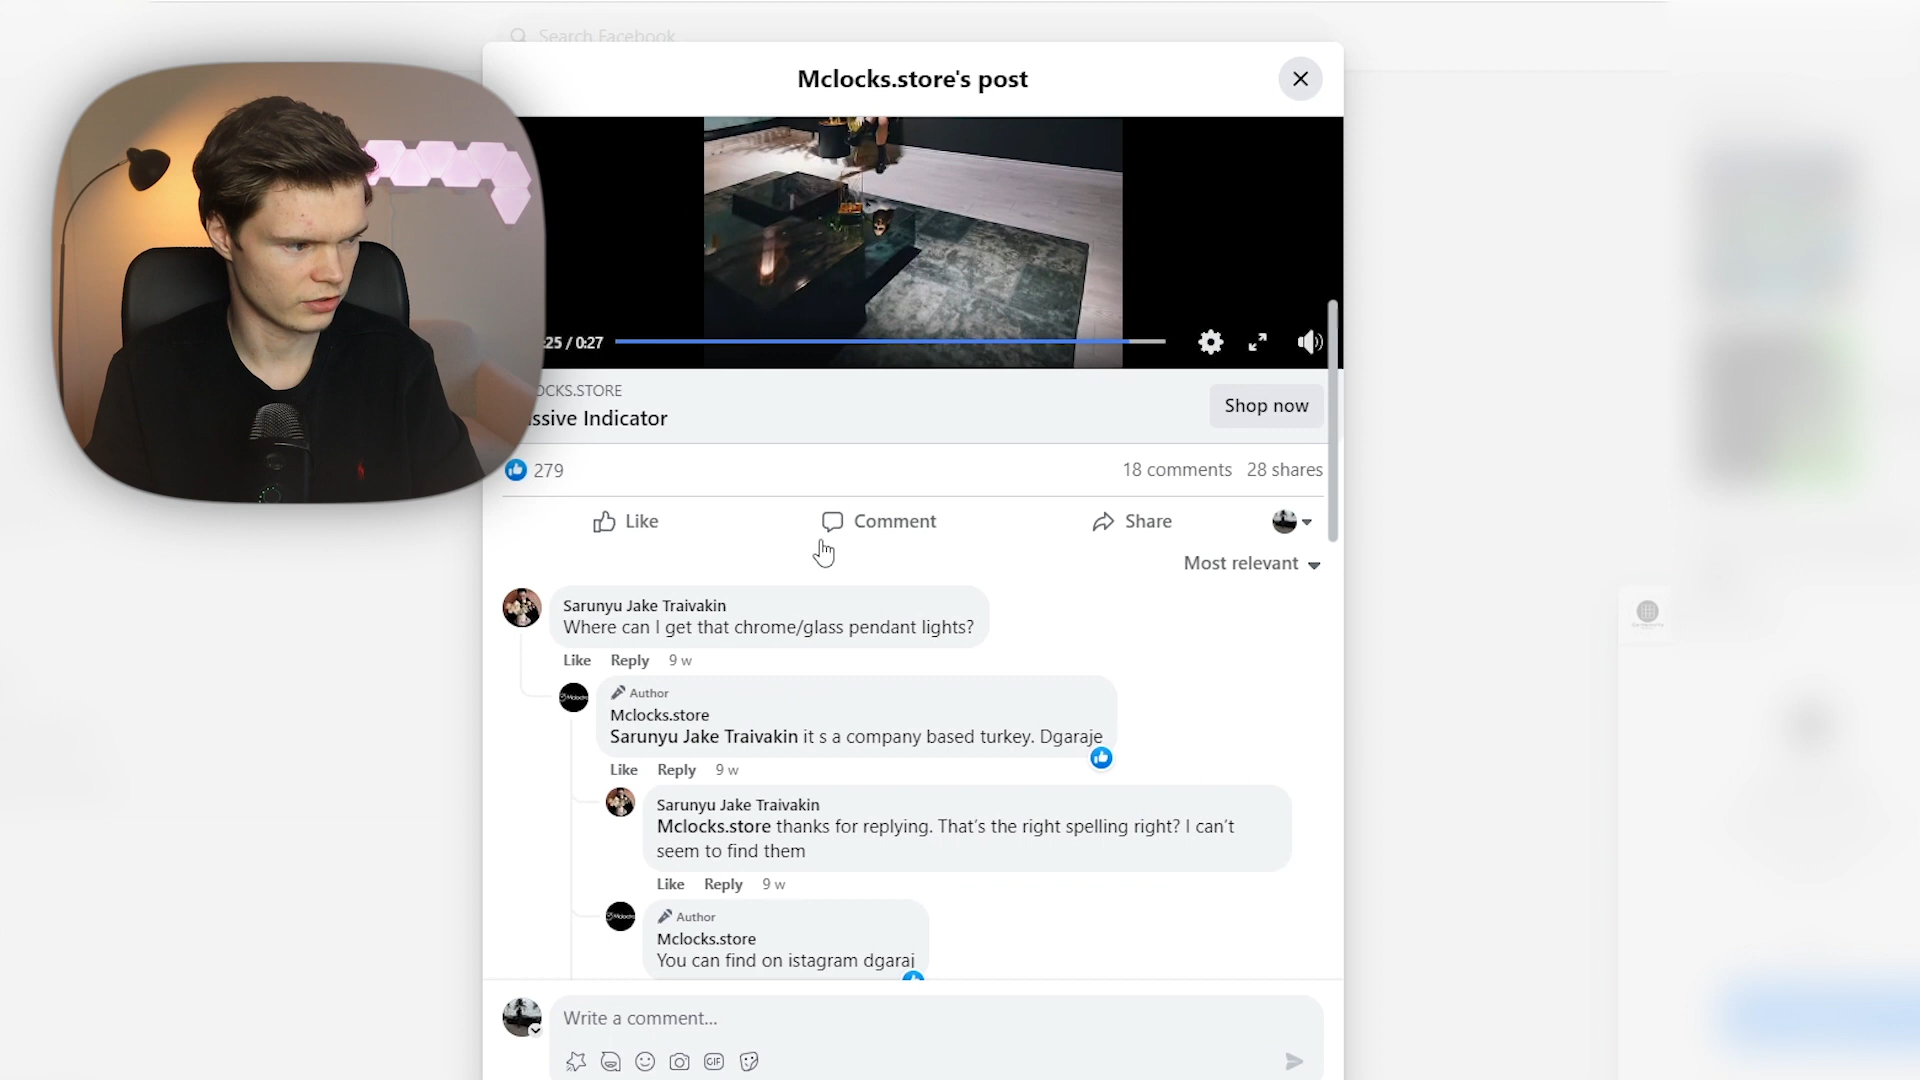 Search Facebook
Mclocks.store's post
:25 / 0:27
OCKS.STORE
ssive Indicator
Shop now
279
18 comments 28 shares
Like
Comment
Share
Most relevant
Sarunyu Jake Traivakin
Where can I get that chrome/glass pendant lights?
Like Reply 9 w
Author
Mclocks.store
Sarunyu Jake Traivakin it s a company based turkey. Dgaraje
Like Reply 9 w
Sarunyu Jake Traivakin
Mclocks.store thanks for replying. That’s the right spelling right? I can’t
seem to find them
Like Reply 9 w
Author
Mclocks.store
You can find on istagram dgaraj
Write a comment...
GIF